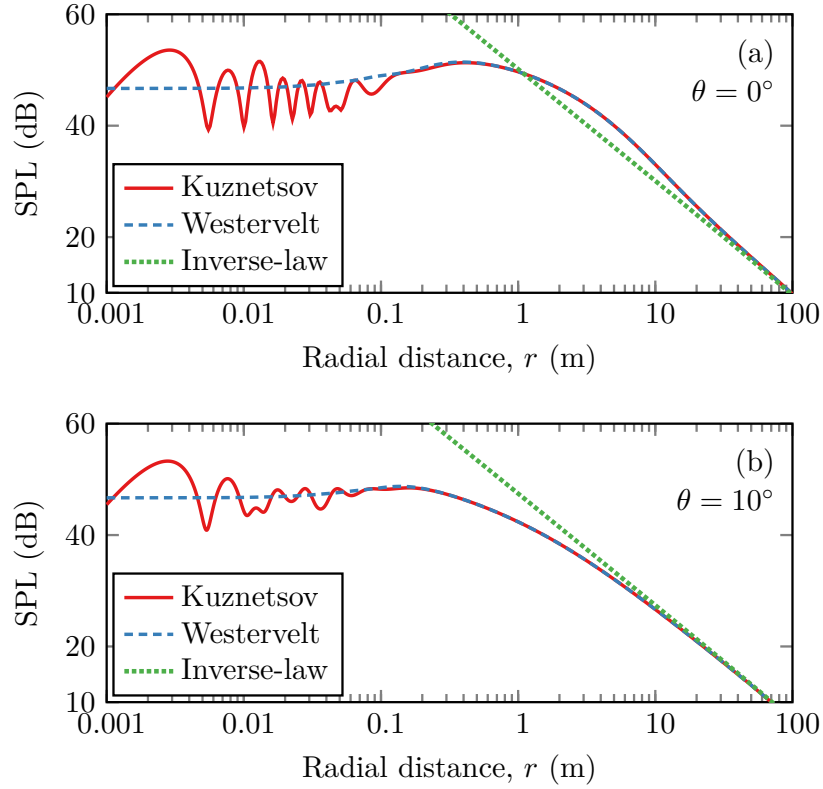 60
40
20
10
SPL (dB)
(a)
θ = 0°
Kuznetsov
Westervelt
Inverse-law
0.001 0.01 0.1 1 10 100
Radial distance, r (m)
60
40
20
10
SPL (dB)
(b)
θ = 10°
Kuznetsov
Westervelt
Inverse-law
0.001 0.01 0.1 1 10 100
Radial distance, r (m)